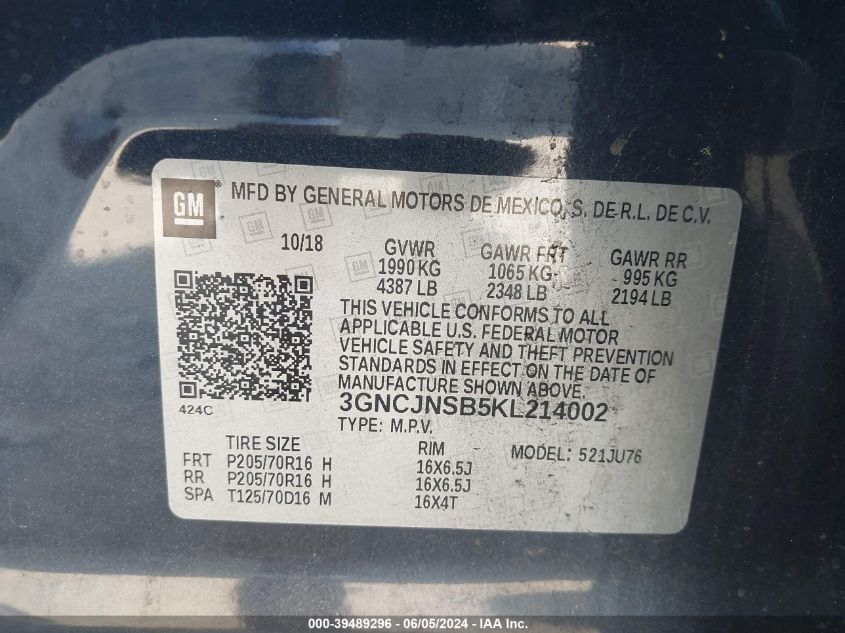 GM ® MFD BY GENERAL MOTORS DE MEXICO, S. DE R.L. DE C.V.
10/18 GVWR GAWR FRT GAWR RR
1990 KG 1065 KG 995 KG
4387 LB 2348 LB 2194 LB
THIS VEHICLE CONFORMS TO ALL
APPLICABLE U.S. FEDERAL MOTOR
VEHICLE SAFETY AND THEFT PREVENTION
STANDARDS IN EFFECT ON THE DATE OF
MANUFACTURE SHOWN ABOVE.
424C 3GNCJNSB5KL214002
TYPE: M.P.V.
TIRE SIZE RIM MODEL: 521JU76
FRT P205/70R16 H 16X6.5J
RR P205/70R16 H 16X6.5J
SPA T125/70D16 M 16X4T
000-39489296 - 06/05/2024 - IAAI.COM